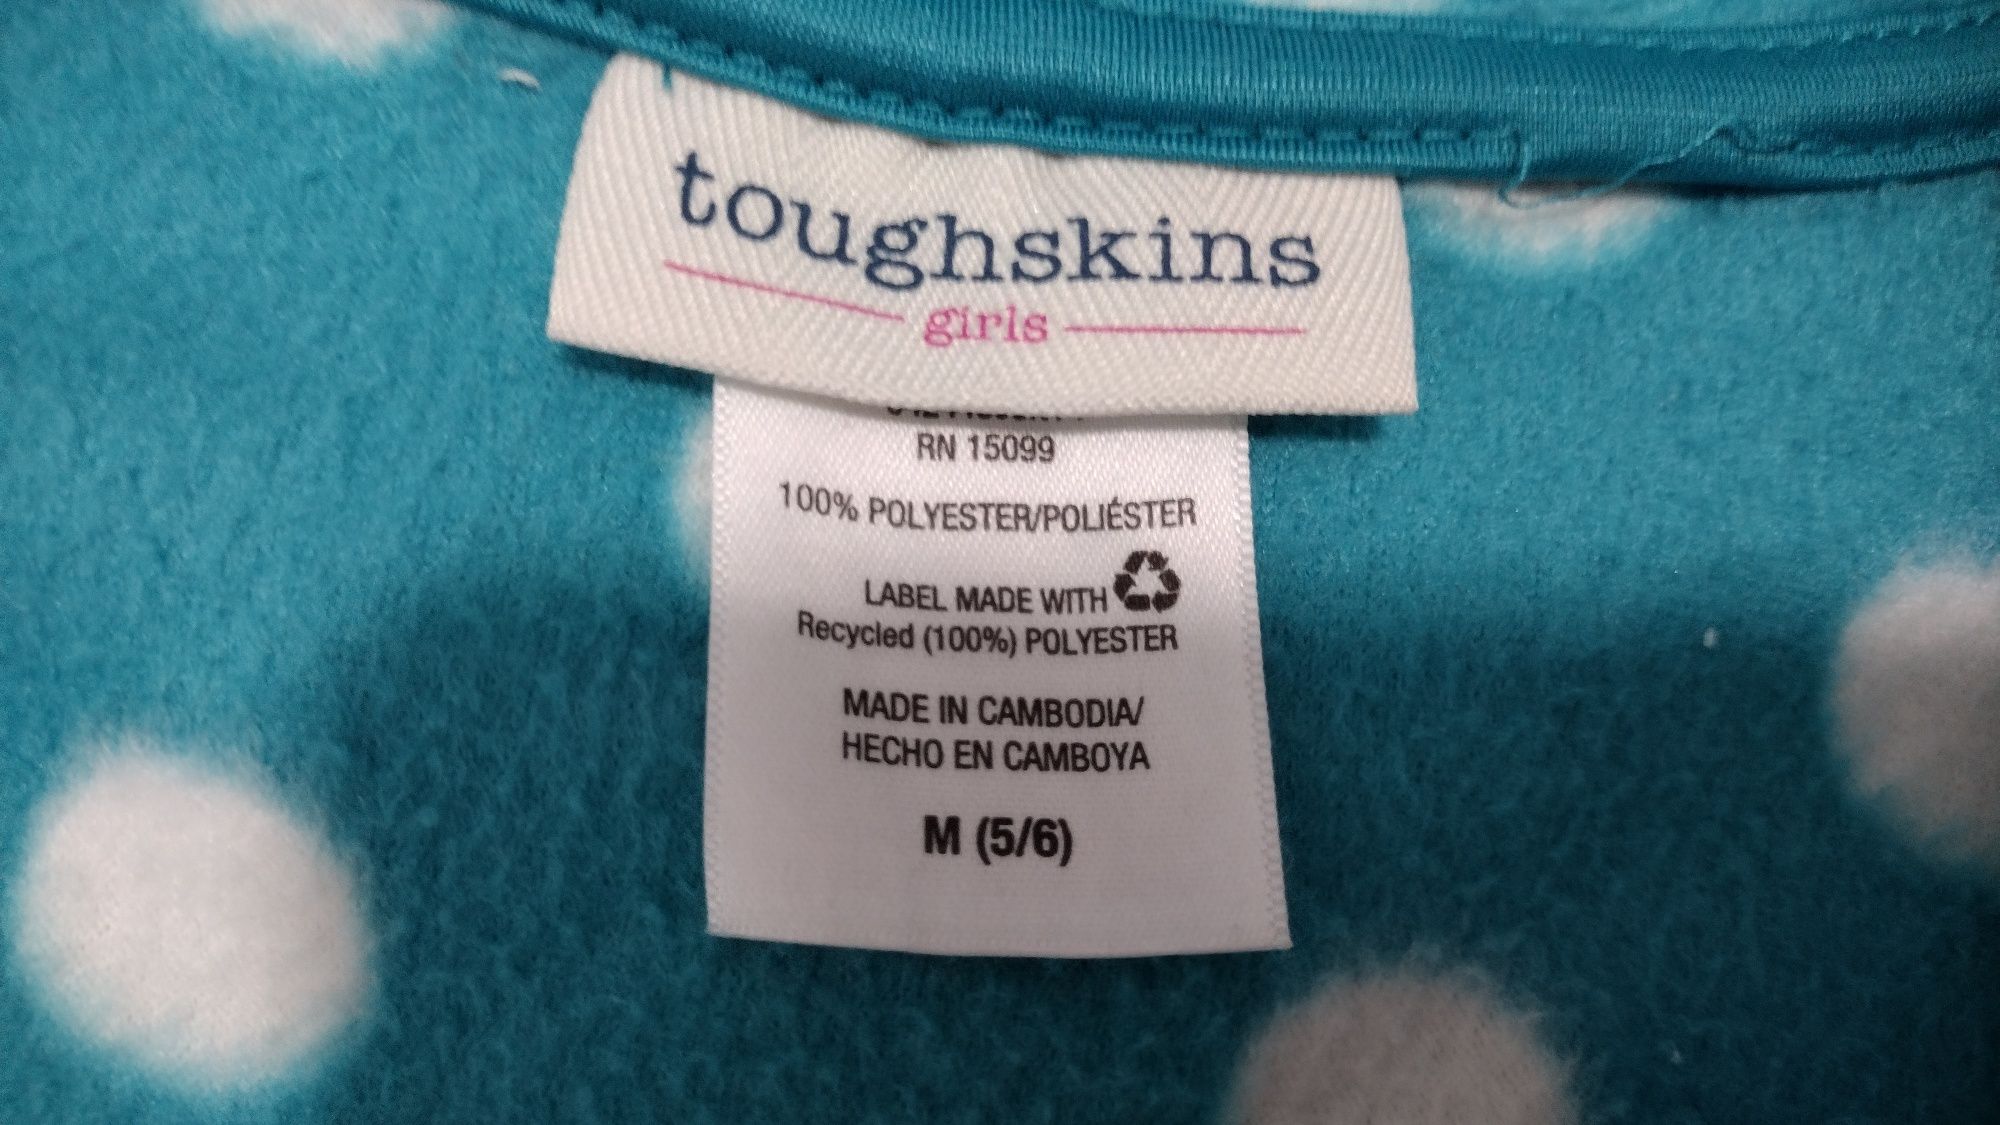 toughskins
girls
RN 15099
100% POLYESTER/POLIÉSTER
LABEL MADE WITH
Recycled (100%) POLYESTER
MADE IN CAMBODIA/
HECHO EN CAMBOYA
M (5/6)